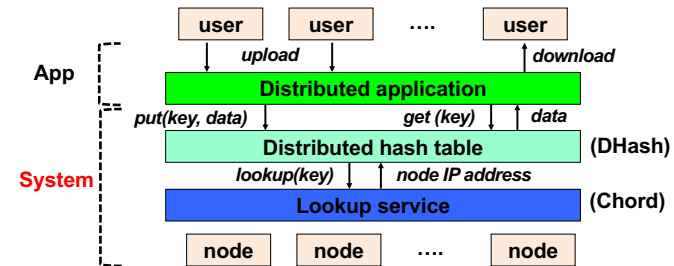 user user .... user
upload download
App
Distributed application
put(key, data) get (key) data
Distributed hash table (DHash)
System
lookup(key) node IP address
Lookup service (Chord)
node node .... node